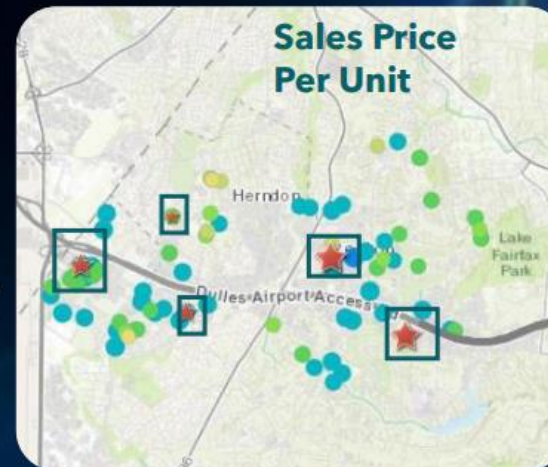 Sales Price
Per Unit
Herndon
Lake
Fairfax
Park
Dulles Airport Access